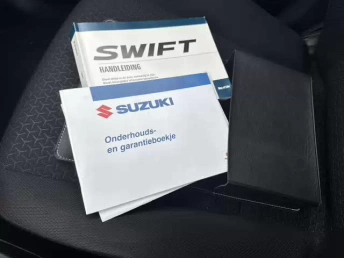 SWIFT
HANDLEIDING
SUZUKI
Onderhouds-
en garantieboekje